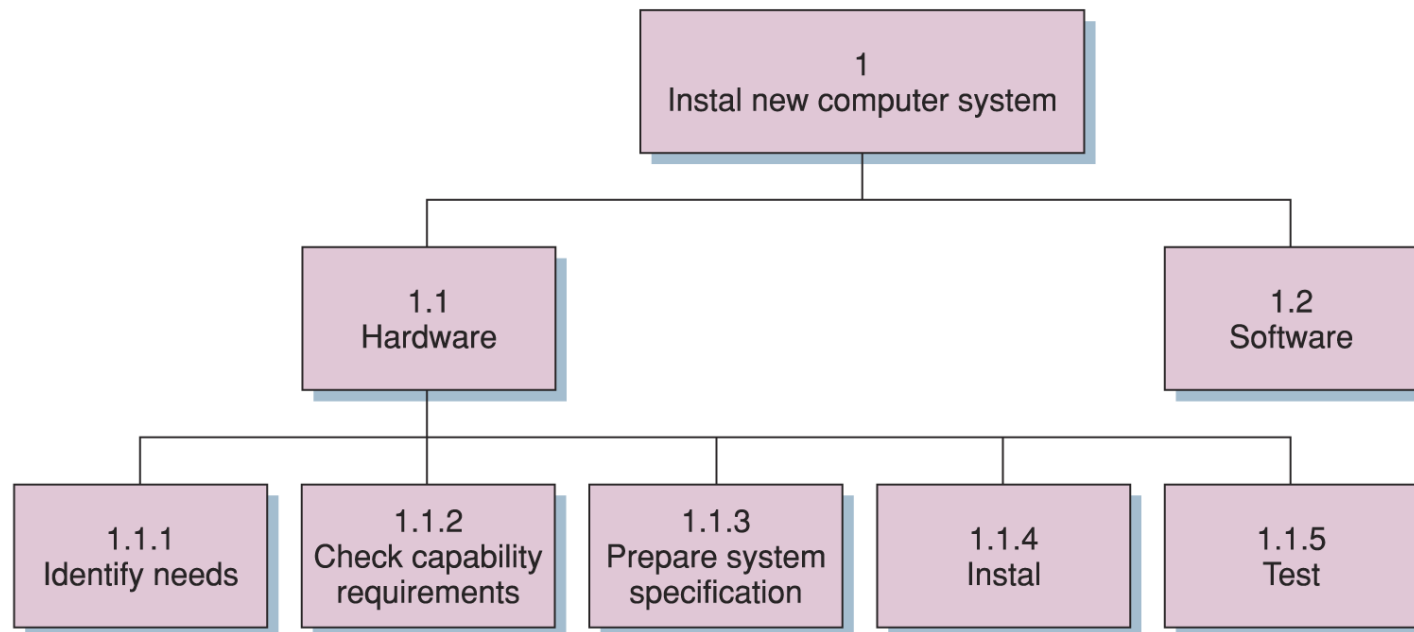 1
Instal new computer system
1.1
Hardware
1.2
Software
1.1.1
Identify needs
1.1.2
Check capability
requirements
1.1.3
Prepare system
specification
1.1.4
Instal
1.1.5
Test